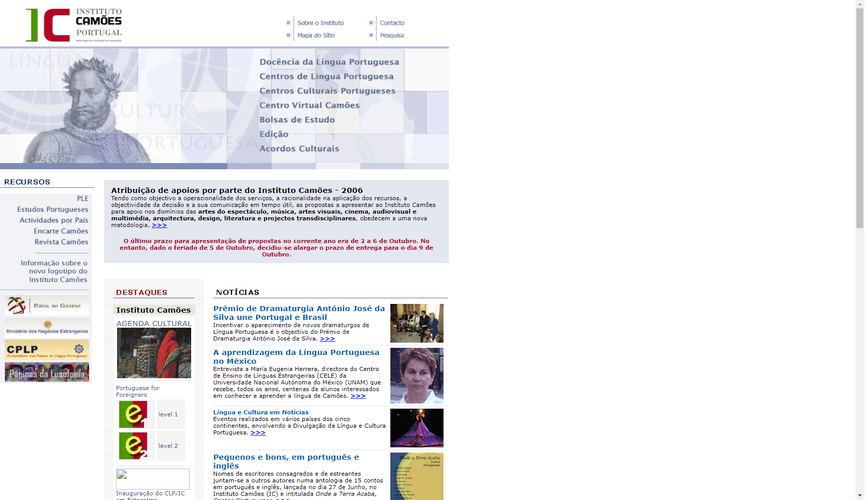 INSTITUTO
CAMÕES
PORTUGAL
Sobre o Instituto
Contacto
Mapa do Sítio
Pesquisa
LÍNGUA
CULTURA
PORTUGUESA
Docência da Língua Portuguesa
Centros de Língua Portuguesa
Centros Culturais Portugueses
Centro Virtual Camões
Bolsas de Estudo
Edição
Acordos Culturais
RECURSOS
PLE
Estudos Portugueses
Actividades por País
Encarte Camões
Revista Camões
Informação sobre o
novo logotipo do
Instituto Camões
PORTAL DO GOVERNO
Ministério dos Negócios Estrangeiros
CPLP
Páginas da Lusofonia
Atribuição de apoios por parte do Instituto Camões - 2006
Tendo como objectivo a operacionalidade dos serviços, a racionalidade na aplicação dos recursos, a
objectividade da decisão e a sua comunicação em tempo útil, as propostas a apresentar ao Instituto Camões
para apoio nos domínios das artes do espectáculo, música, artes visuais, cinema, audiovisual e
multimédia, arquitectura, design, literatura e projectos transdisciplinares, obedecem a uma nova
metodologia. >>>
O último prazo para apresentação de propostas no corrente ano era de 2 a 6 de Outubro. No
entanto, dado o feriado de 5 de Outubro, decidiu-se alargar o prazo de entrega para o dia 9 de
Outubro.
DESTAQUES
Instituto Camões
AGENDA CULTURAL
Portuguese for
Foreigners
level 1
level 2
Inauguração do CLP/IC
NOTÍCIAS
Prémio de Dramaturgia António José da
Silva une Portugal e Brasil
Incentivar o aparecimento de novos dramaturgos de
Língua Portuguesa é o objectivo do Prémio de
Dramaturgia António José da Silva. >>>
A aprendizagem da Língua Portuguesa
no México
Entrevista a María Eugenia Herrera, directora do Centro
de Ensino de Línguas Estrangeiras (CELE) da
Universidade Nacional Autónoma do México (UNAM) que
recebe, todos os anos, centenas de alunos interessados
em conhecer e aprender a língua de Camões. >>>
Língua e Cultura em Notícias
Eventos realizados em vários países dos cinco
continentes, envolvendo a Divulgação da Língua e Cultura
Portuguesa. >>>
Pequenos e bons, em português e
inglês
Nomes de escritores consagrados e de estreantes
juntam-se a outros autores numa antologia de 15 contos
em português e inglês, lançada no dia 27 de Junho, no
Instituto Camões (IC) e intitulada Onde a Terra Acaba,
Onde a Terra Acaba